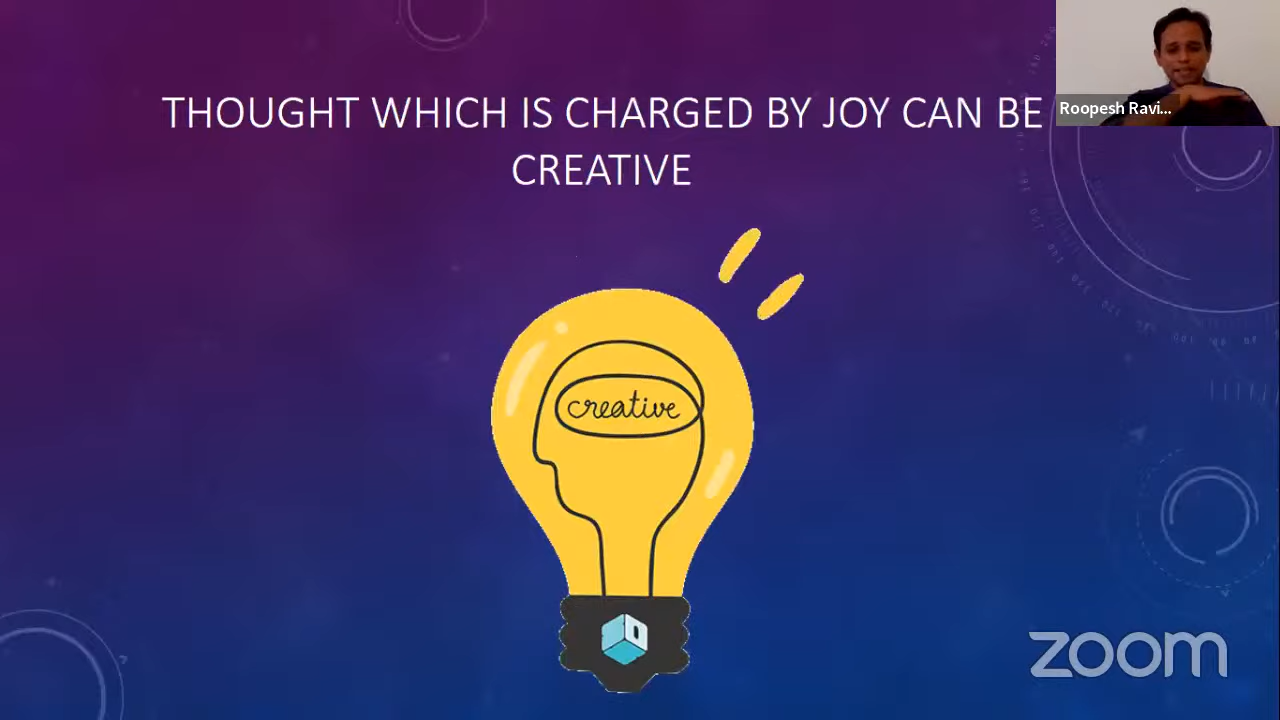 THOUGHT WHICH IS CHARGED BY JOY CAN BE
CREATIVE
Roopesh Ravi...
creative
zoom